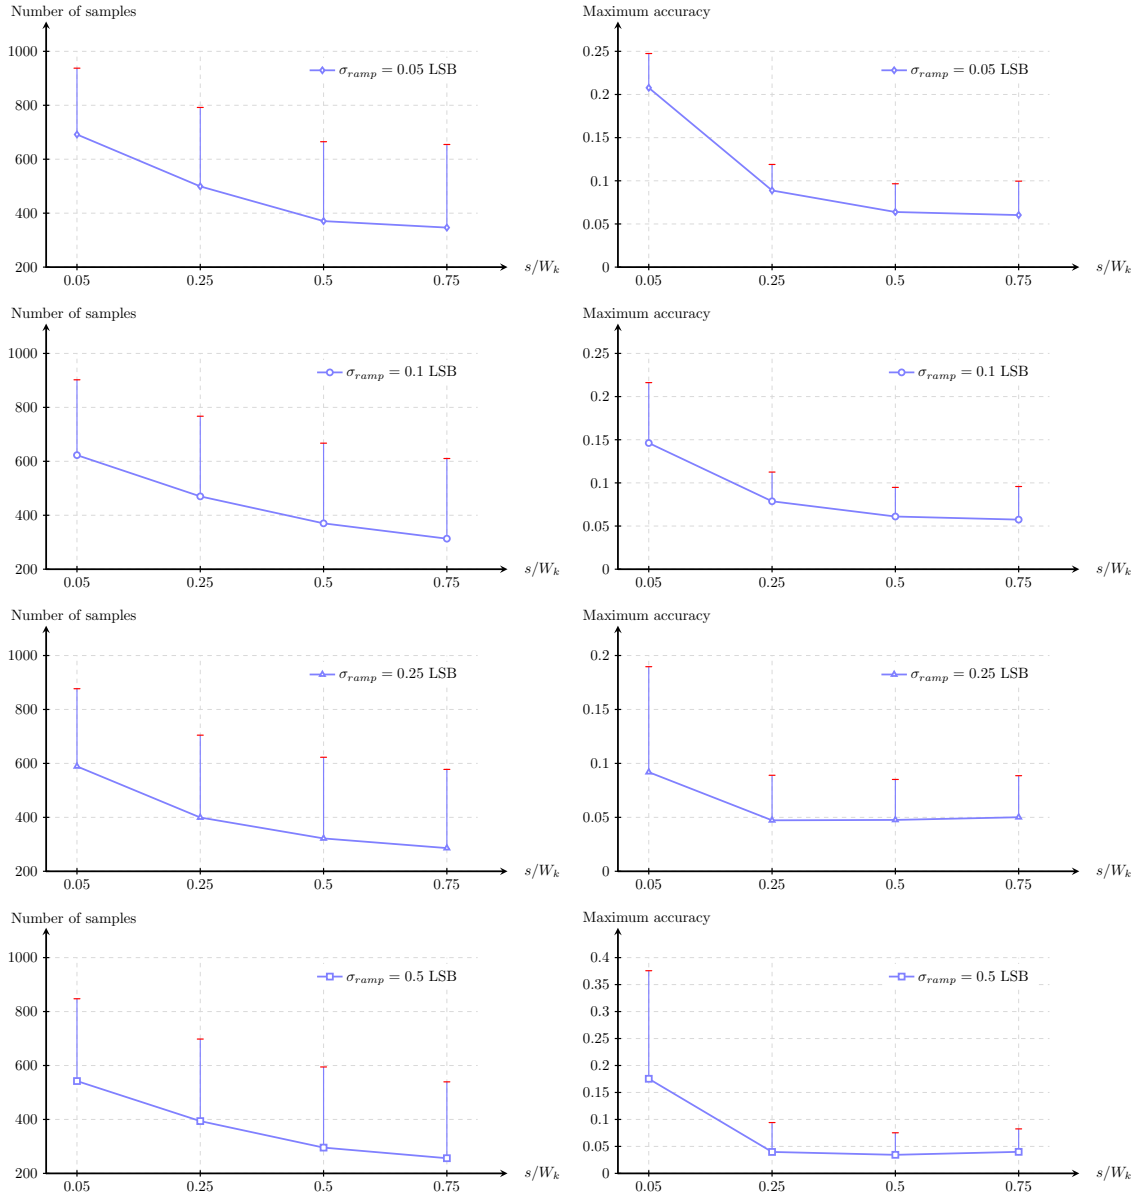 Number of samples
1000
800
600
400
200
0.05 0.25 0.5 0.75
s/W_k
σ_ramp = 0.05 LSB
Maximum accuracy
0.25
0.2
0.15
0.1
0.05
0
0.05 0.25 0.5 0.75
s/W_k
σ_ramp = 0.05 LSB
Number of samples
1000
800
600
400
200
0.05 0.25 0.5 0.75
s/W_k
σ_ramp = 0.1 LSB
Maximum accuracy
0.25
0.2
0.15
0.1
0.05
0
0.05 0.25 0.5 0.75
s/W_k
σ_ramp = 0.1 LSB
Number of samples
1000
800
600
400
200
0.05 0.25 0.5 0.75
s/W_k
σ_ramp = 0.25 LSB
Maximum accuracy
0.2
0.15
0.1
0.05
0
0.05 0.25 0.5 0.75
s/W_k
σ_ramp = 0.25 LSB
Number of samples
1000
800
600
400
200
0.05 0.25 0.5 0.75
s/W_k
σ_ramp = 0.5 LSB
Maximum accuracy
0.4
0.35
0.3
0.25
0.2
0.15
0.1
0.05
0
0.05 0.25 0.5 0.75
s/W_k
σ_ramp = 0.5 LSB